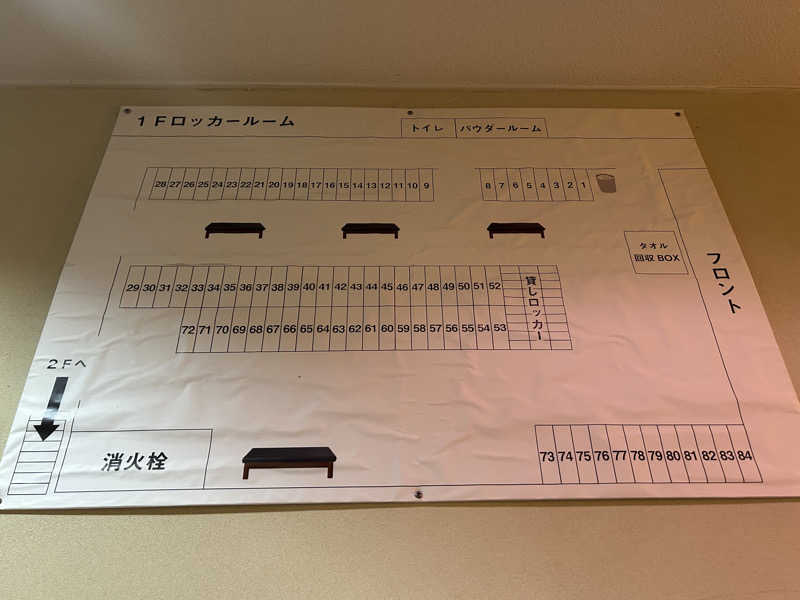 1Fロッカールーム
トイレ パウダールーム
28 27 26 25 24 23 22 21 20 19 18 17 16 15 14 13 12 11 10 9 8 7 6 5 4 3 2 1
タオル
回収BOX
フロント
29 30 31 32 33 34 35 36 37 38 39 40 41 42 43 44 45 46 47 48 49 50 51 52
貸しロッカー
72 71 70 69 68 67 66 65 64 63 62 61 60 59 58 57 56 55 54 53
2Fへ
消火栓
73 74 75 76 77 78 79 80 81 82 83 84